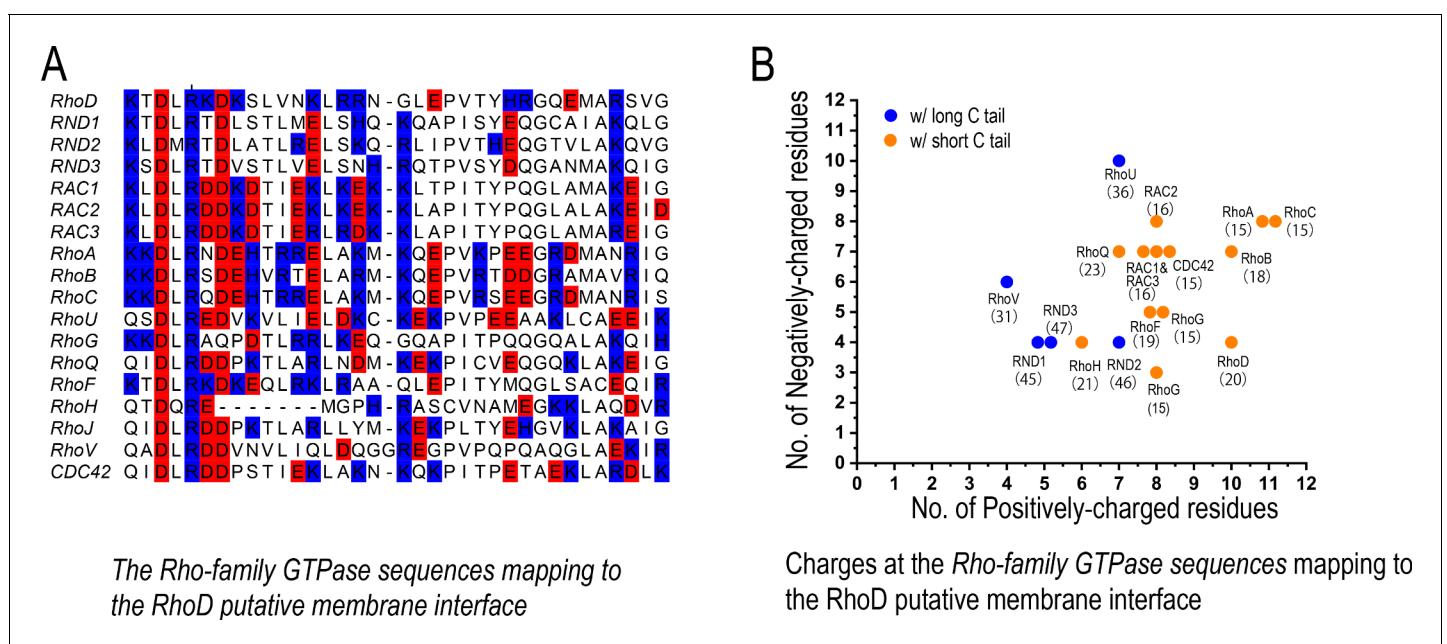 A
RhoD KTDLRKDKSLVNKLRRN-GLEPVTYHRGQEMARSVG
RND1 KTDLRTDLSTLMELSHQ-KQAPISYEQGCAIAKQLG
RND2 KLDMRTDLATLRELSKQ-RLIPVTHEQGTVLAKQVG
RND3 KSDLRTDVSTLVELSNH-RQTPVSYDQGANMAKQIG
RAC1 KLDLRDDKDTIEKLKEK-KLTPITYPQGLAMAKEIG
RAC2 KLDLRDDKDTIEKLKEK-KLAPITYPQGLALAKEID
RAC3 KLDLRDDKDTIERLRDK-KLAPITYPQGLAMAREIG
RhoA KKDLRNDEHTRRELAKM-KQEPVKPEEGRDMANRIG
RhoB KKDLRSDEHVRTELARM-KQEPVRTDDGRAMAVRIQ
RhoC KKDLRQDEHTRRELAKM-KQEPVRSEEGRDMANRIS
RhoU QSDLREDVKVLIELDKC-KEKPVPEEAAKLCAEEIK
RhoG KKDLRAQPDTLRRLKEQ-GQAPITPQQGQALAKQIH
RhoQ QIDLRDDPKTLARLNDM-KEKPICVEQGQKLAKEIG
RhoF KTDLRKDKEQLRKLRAA-QLEPITYMQGLSACEQIR
RhoH QTDQRE-------MGPH-RASCVNAMEGKKLAQDVR
RhoJ QIDLRDDPKTLARLLYM-KEKPLTYEHGVKLAKAIG
RhoV QADLRDDVNVLIQLDQGGREGPVPQPQAQGLAEKIR
CDC42 QIDLRDDPSTIEKLAKN-KQKPITPETAEKLARDLK
The Rho-family GTPase sequences mapping to
the RhoD putative membrane interface
B
No. of Negatively-charged residues
12
11
10
9
8
7
6
5
4
3
2
1
0
w/ long C tail
w/ short C tail
RhoU
(36)
RAC2
(16)
RhoA
(15)
RhoC
(15)
RhoQ
(23)
RAC1&
RAC3
(16)
CDC42
(15)
RhoB
(18)
RhoV
(31)
RND3
(47)
RhoF
(19)
RhoG
(15)
RND1
(45)
RhoH
(21)
RND2
(46)
RhoG
(15)
RhoD
(20)
0 1 2 3 4 5 6 7 8 9 10 11 12
No. of Positively-charged residues
Charges at the Rho-family GTPase sequences mapping to
the RhoD putative membrane interface